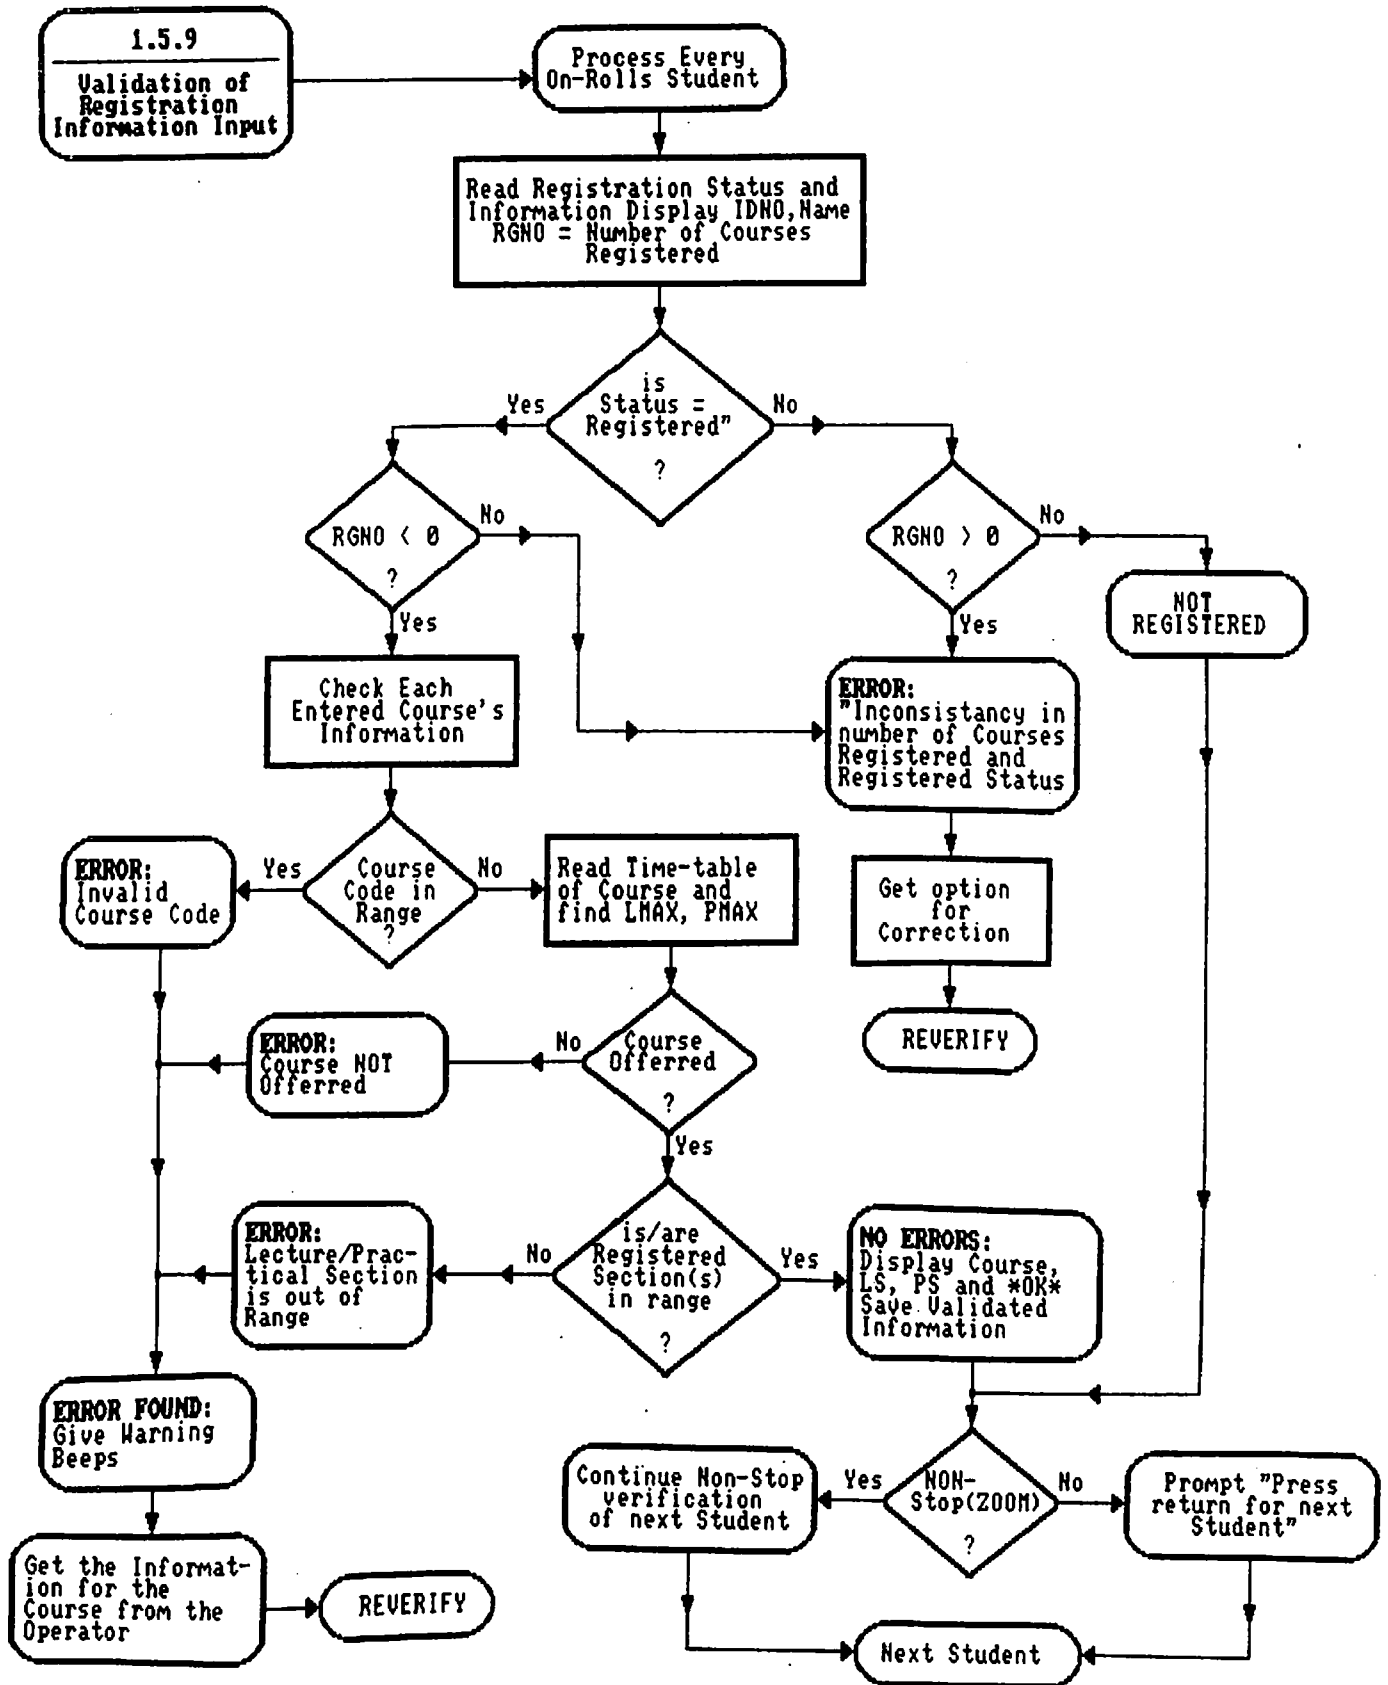 1.5.9
Validation of
Registration
Information Input
Process Every
On-Rolls Student
Read Registration Status and
Information Display IDNO,Name
RGNO = Number of Courses
Registered
is
Status =
Registered"
?
Yes
No
RGNO < 0
?
No
Yes
RGNO > 0
?
No
Yes
NOT
REGISTERED
Check Each
Entered Course's
Information
ERROR:
"Inconsistancy in
number of Courses
Registered and
Registered Status
Get option
for
Correction
REVERIFY
Course
Code in
Range
?
Yes
No
ERROR:
Invalid
Course Code
Read Time-table
of Course and
find LMAX, PMAX
Course
Offerred
?
No
Yes
ERROR:
Course NOT
Offerred
is/are
Registered
Section(s)
in range
?
No
Yes
ERROR:
Lecture/Prac-
tical Section
is out of
Range
NO ERRORS:
Display Course,
LS, PS and *OK*
Save Validated
Information
ERROR FOUND:
Give Warning
Beeps
Get the Informat-
ion for the
Course from the
Operator
REVERIFY
NON-
Stop(ZOOM)
?
Yes
No
Continue Non-Stop
verification
of next Student
Prompt "Press
return for next
Student"
Next Student